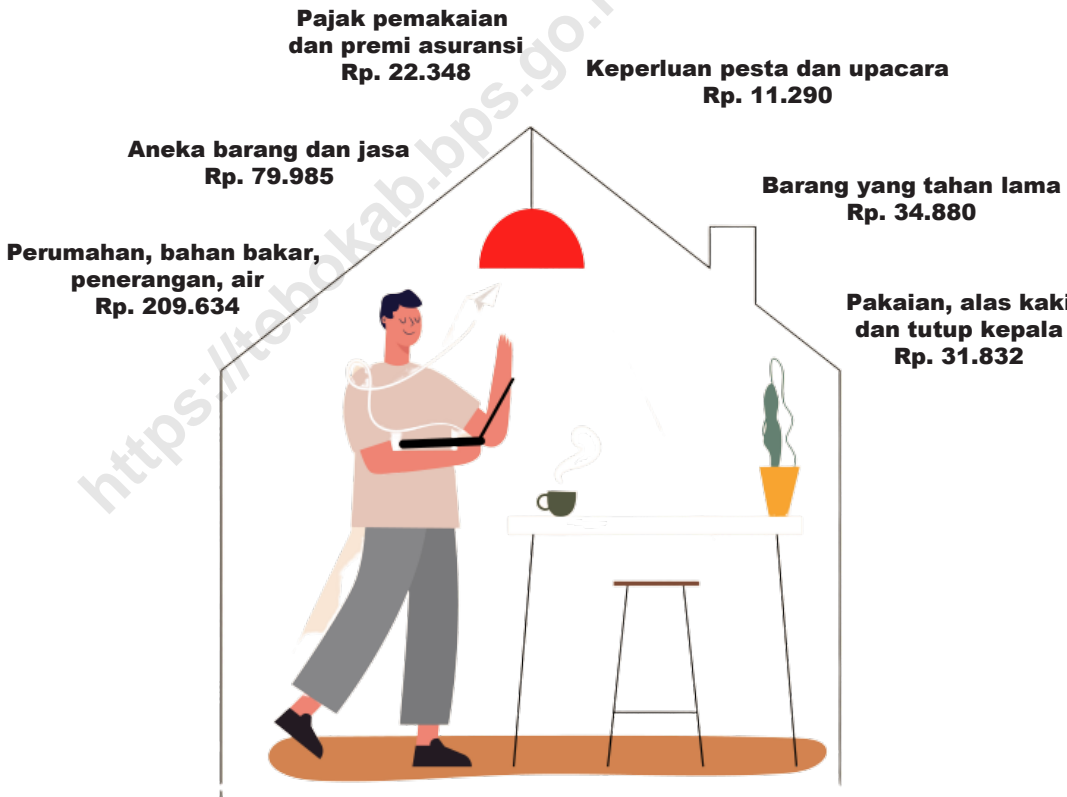 Pajak pemakaian
dan premi asuransi
Rp. 22.348
Keperluan pesta dan upacara
Rp. 11.290
Aneka barang dan jasa
Rp. 79.985
Barang yang tahan lama
Rp. 34.880
Perumahan, bahan bakar,
penerangan, air
Rp. 209.634
Pakaian, alas kaki
dan tutup kepala
Rp. 31.832
https://tebokab.bps.go.